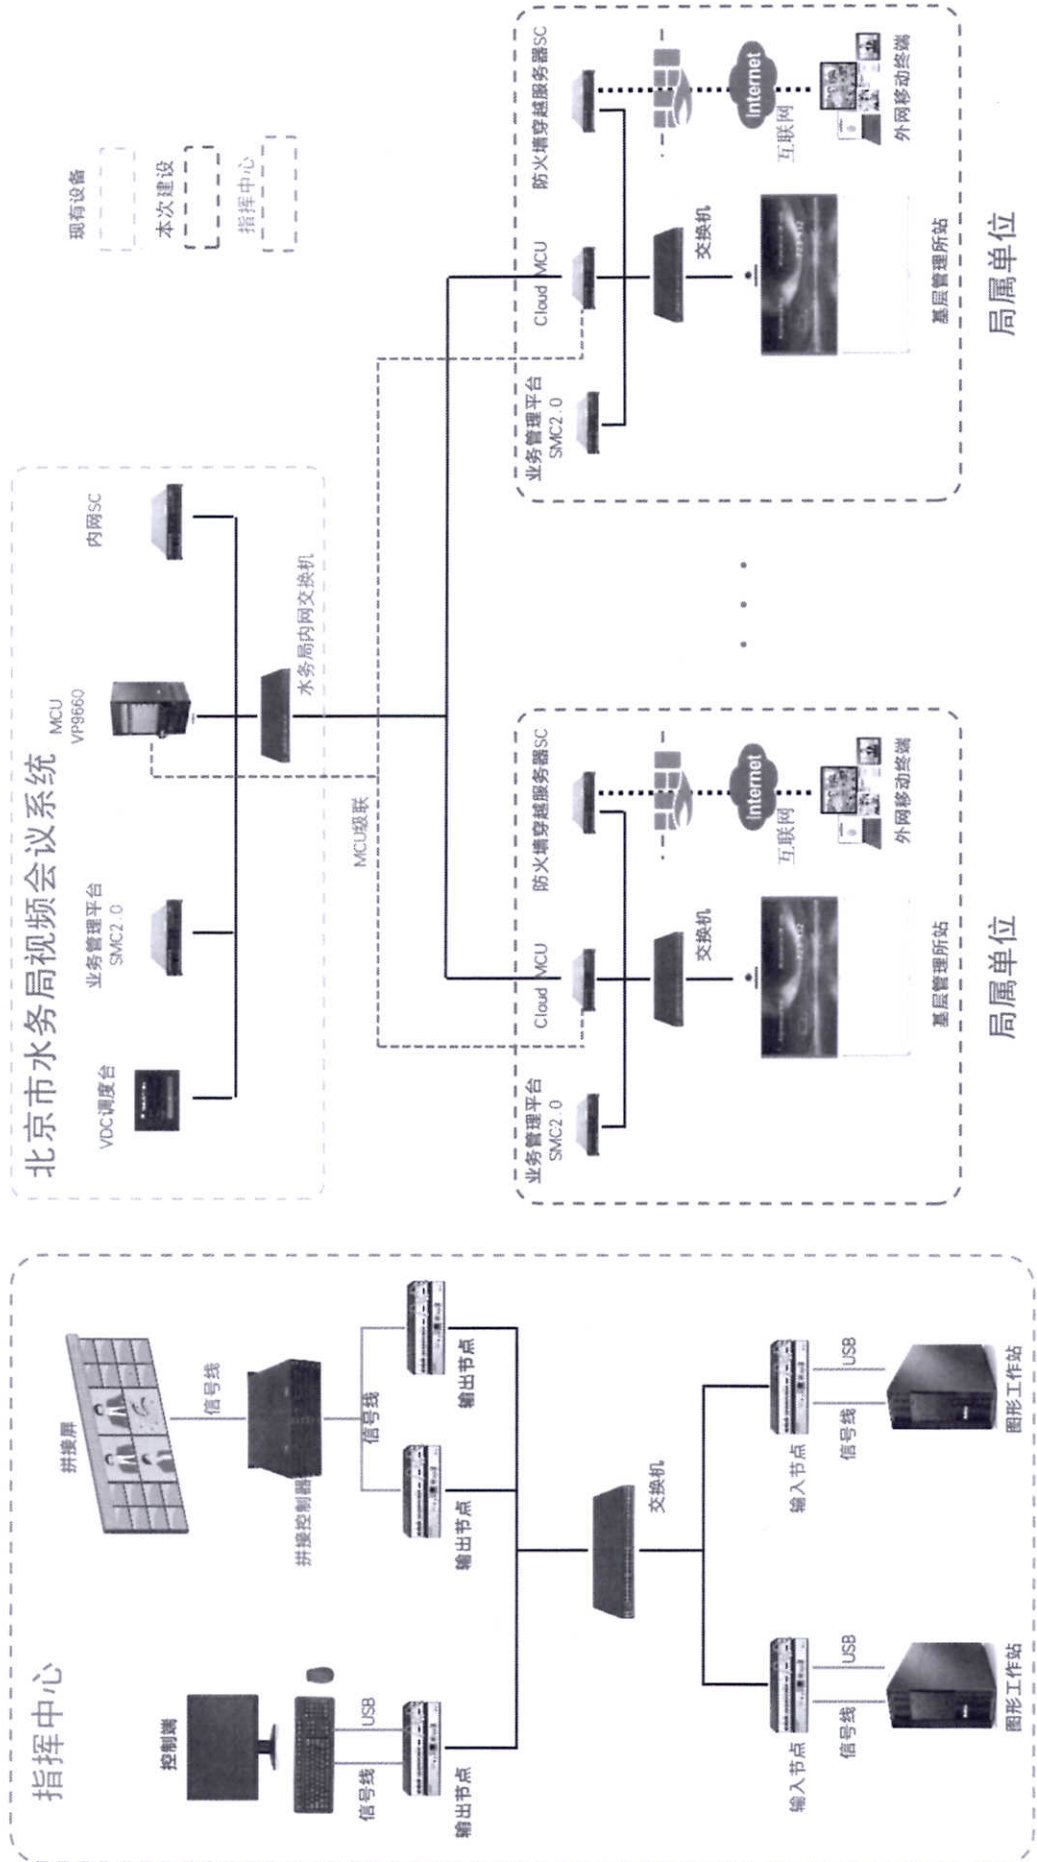 指挥中心
控制端
信号线
USB
输出节点
拼接屏
信号线
拼接控制器
信号线
输出节点
输出节点
交换机
输入节点
信号线
USB
图形工作站
输入节点
信号线
USB
图形工作站
北京市水务局视频会议系统
VDC调度台
业务管理平台
SMC2.0
MCU
VP9660
内网SC
水务局内网交换机
MCU级联
现有设备
本次建设
指挥中心
业务管理平台
SMC2.0
Cloud MCU
防火墙穿越服务器SC
交换机
Internet
互联网
外网移动终端
基层管理所站
局属单位
· · ·
业务管理平台
SMC2.0
Cloud MCU
防火墙穿越服务器SC
交换机
Internet
互联网
外网移动终端
基层管理所站
局属单位